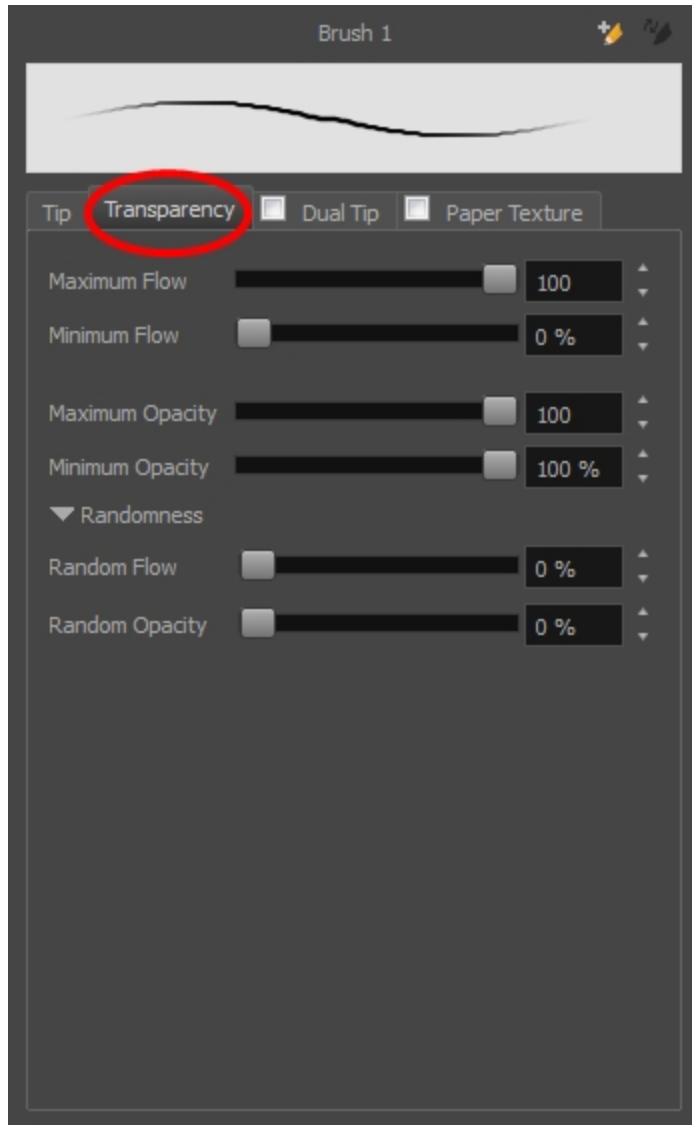 Brush 1
Tip Transparency Dual Tip Paper Texture
Maximum Flow 100
Minimum Flow 0 %
Maximum Opacity 100
Minimum Opacity 100 %
Randomness
Random Flow 0 %
Random Opacity 0 %